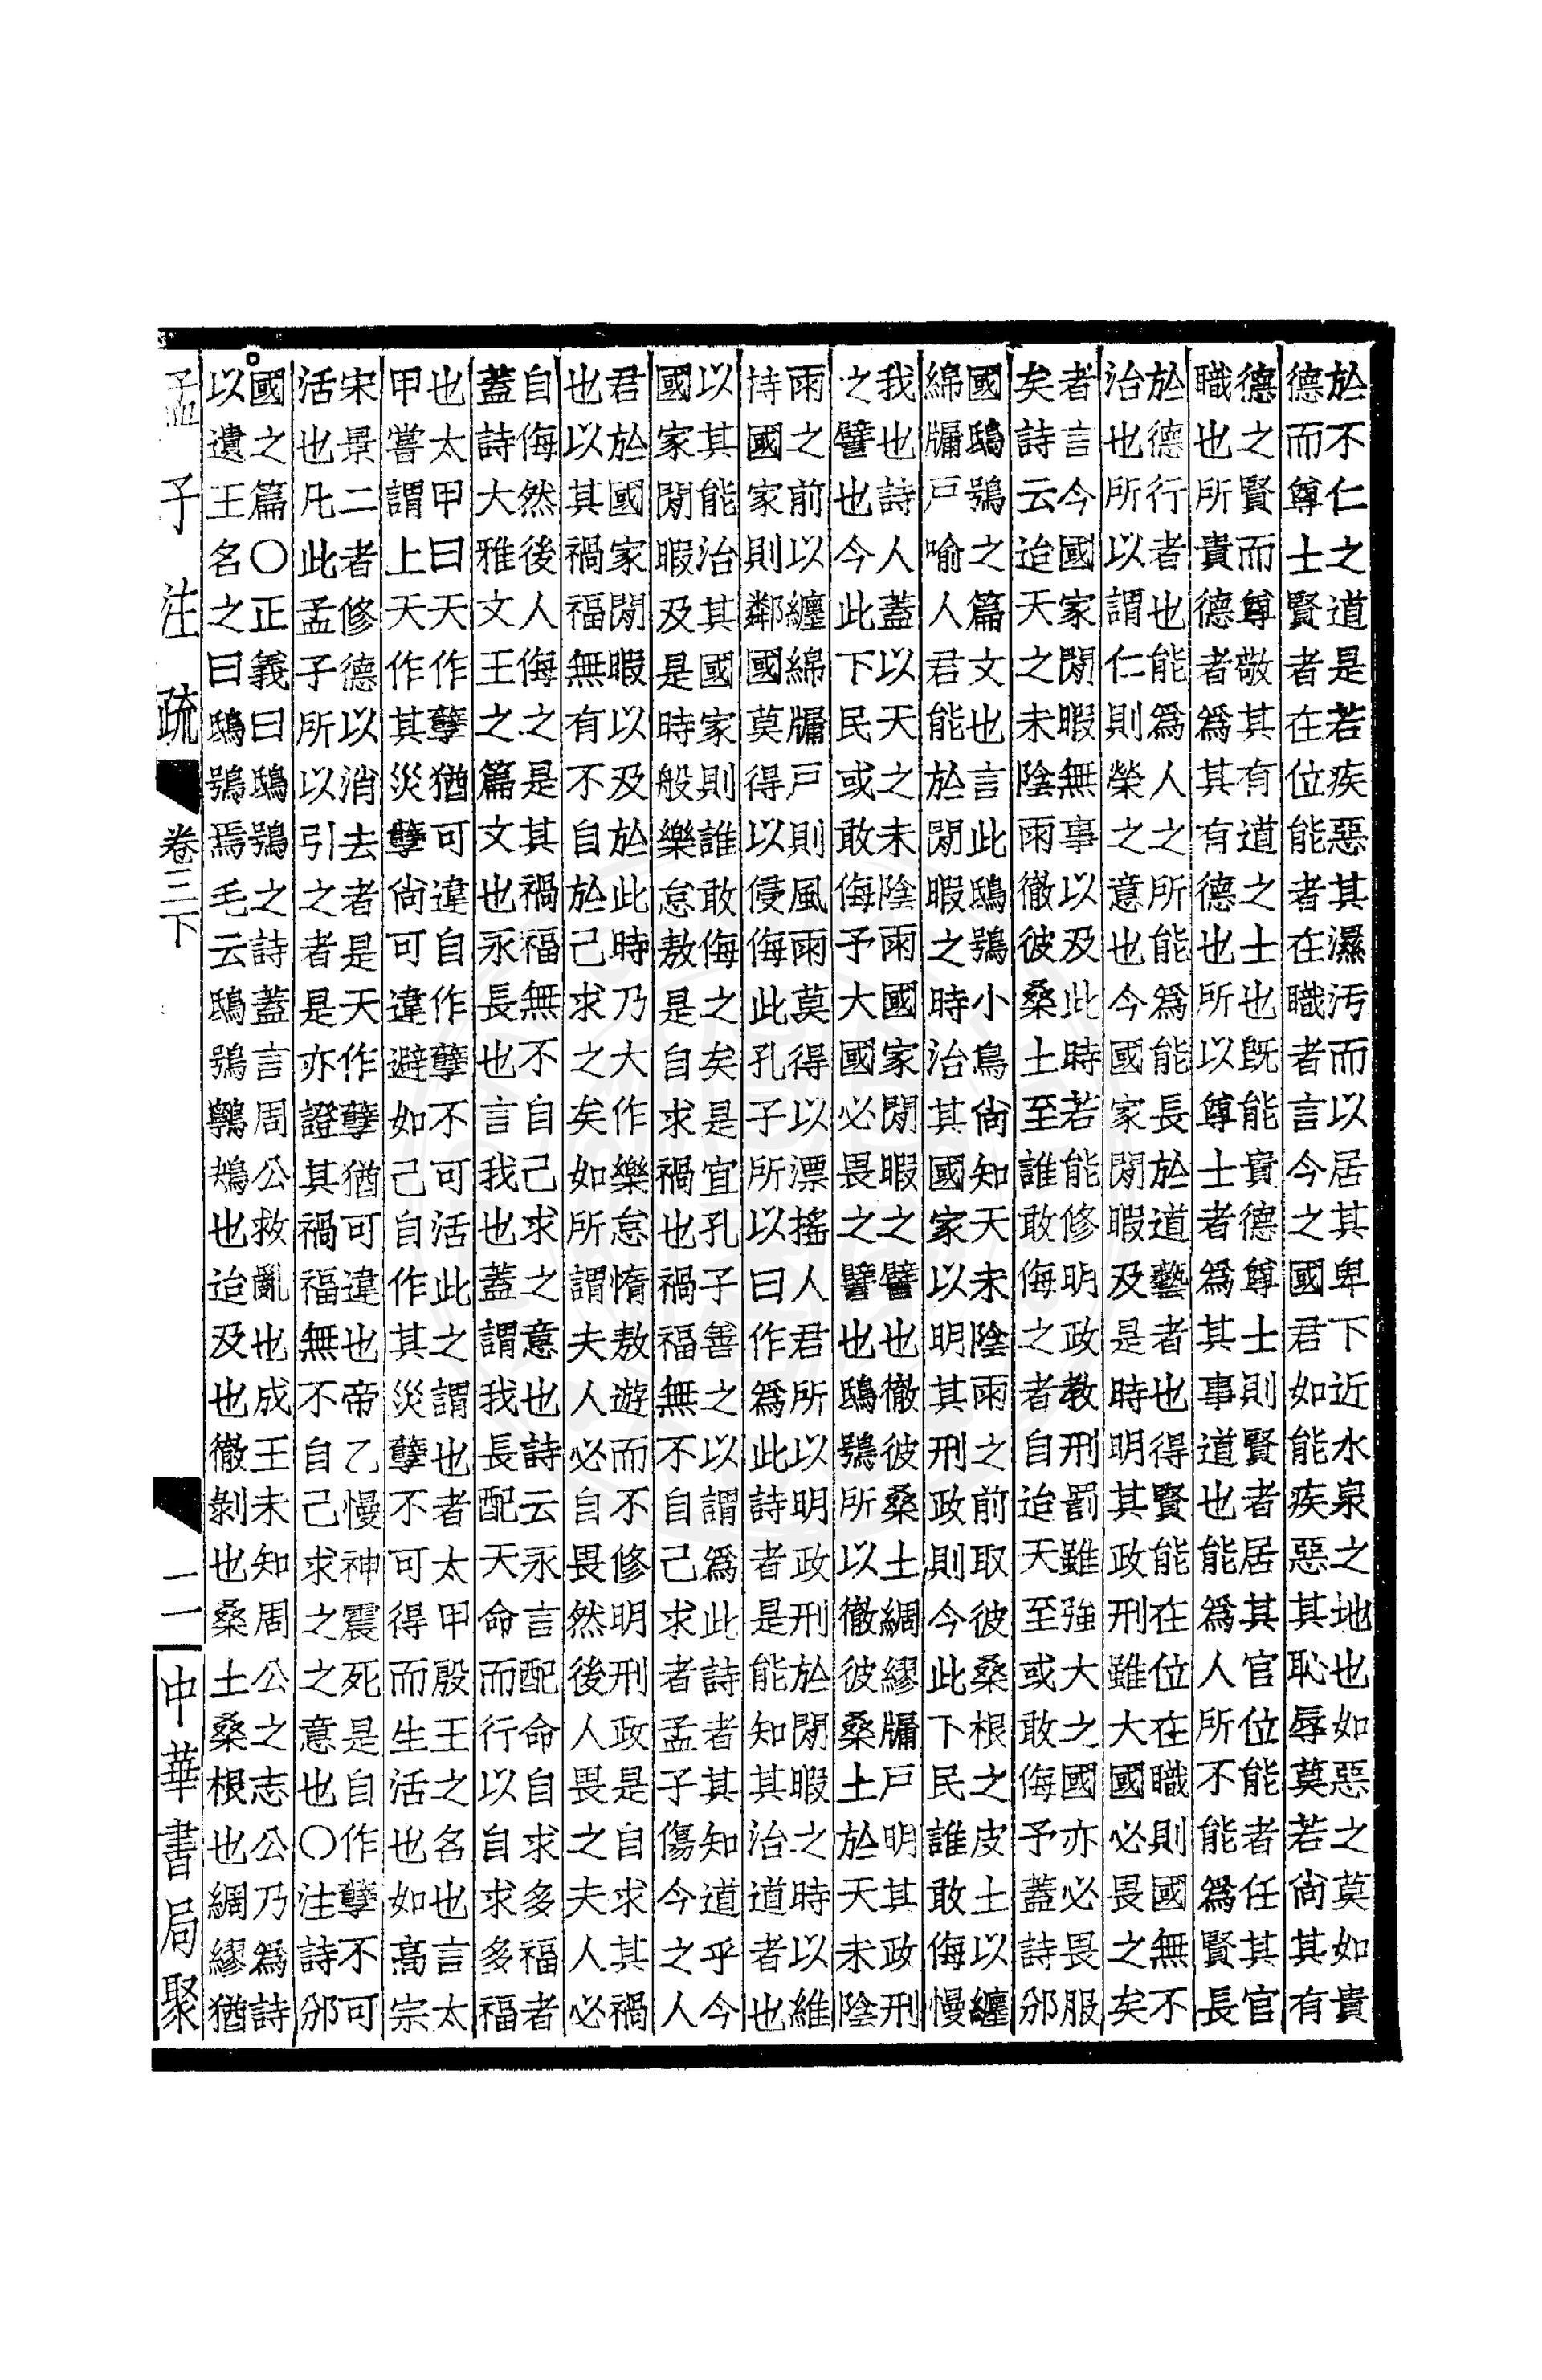 於不仁之道是若疾惡其濕汚而以居其卑下近水泉之地也如惡之莫如貴
德而尊士賢者在位能者在職者言今之國君如能疾惡其恥辱莫若尙其有
德之賢而尊敬其有道之士也旣能貴德尊士則賢者居其官位能者任其官
職也所貴德者爲其有德也所以尊士者爲其事道也能爲人所不能爲賢長
於德行者也能爲人之所能爲能長於道藝者也得賢能在位在職則國無不
治也所以謂仁則榮之意也今國家閒暇及是時明其政刑雖大國必畏之矣
者言今國家閒暇無事以及此時若能修明政教刑罰雖強大之國亦必畏服
矣詩云迨天之未陰雨徹彼桑土至誰敢侮之者自迨天至或敢侮予蓋詩邠
國鴟鴞之篇文也言此鴟鴞小鳥尙知天未陰雨之前取彼桑根之皮土以纏
綿牖戸喻人君能於閒暇之時治其國家以明其刑政則今此下民誰敢侮慢
我也詩人蓋以天之未陰雨國家閒暇之譬也徹彼桑土綢繆牖戸明其政刑
之譬也今此下民或敢侮予大國必畏之譬也鴟鴞所以徹彼桑土於天未陰
雨之前以纏綿牖戸則風雨莫得以漂搖人君所以明政刑於閒暇之時以維
持國家則鄰國莫得以侵侮此孔子所以曰作爲此詩者是能知其治道者也
以其能治其國家則誰敢侮之矣是宜孔子善之以謂爲此詩者其知道乎今
國家閒暇及是時般樂怠敖是自求禍也禍福無不自己求者孟子傷今之人
君於國家閒暇以及於此時乃大作樂怠惰敖遊而不修明刑政是自求其禍
也以其禍福無有不自於己求之矣如所謂夫人必自畏然後人畏之夫人必
自侮然後人侮之是其禍福無不自己求之意也詩云永言配命自求多福者
蓋詩大雅文王之篇文也永長也言我也蓋謂我長配天命而行以自求多福
也太甲曰天作孽猶可違自作孽不可活此之謂也者太甲殷王之名也言太
甲嘗謂上天作其災孽尙可違避如己自作其災孽不可得而生活也如高宗
宋景二者修德以消去者是天作孽猶可違也帝乙慢神震死是自作孽不可
活也凡此孟子所以引之者是亦證其禍福無不自己求之之意也〇注詩邠
國之篇〇正義曰鴟鴞之詩蓋言周公救亂也成王未知周公之志公乃爲詩
以遺王名之曰鴟鴞焉毛云鴟鴞鸋鴂也迨及也徹剝也桑土桑根也綢繆猶
孟子注疏 卷三下 二一 中華書局聚